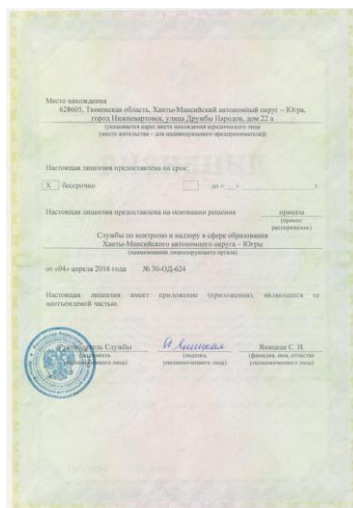 Место нахождения
628605, Тюменская область, Ханты-Мансийский автономный округ – Югра,
город Нижневартовск, улица Дружбы Народов, дом 22 а
(указывается адрес места нахождения юридического лица
(место жительства – для индивидуального предпринимателя)
Настоящая лицензия предоставлена на срок:
X бессрочно до « » г.
Настоящая лицензия предоставлена на основании решения приказа
(приказ/
распоряжение)
Службы по контролю и надзору в сфере образования
Ханты-Мансийского автономного округа – Югры
(наименование лицензирующего органа)
от «04» апреля 2016 года № 30-ОД-624
Настоящая лицензия имеет приложение (приложения), являющееся ее
неотъемлемой частью.
Службы Яницкая С. И.
(должность (подпись (фамилия, имя, отчество
уполномоченного лица) уполномоченного лица) уполномоченного лица)